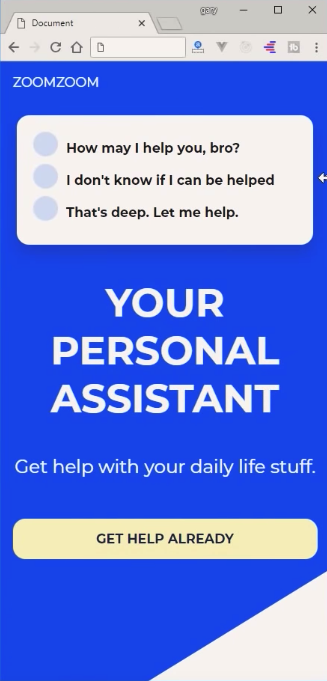 Document
ZOOMZOOM
How may I help you, bro?
I don't know if I can be helped
That's deep. Let me help.
YOUR
PERSONAL
ASSISTANT
Get help with your daily life stuff.
GET HELP ALREADY